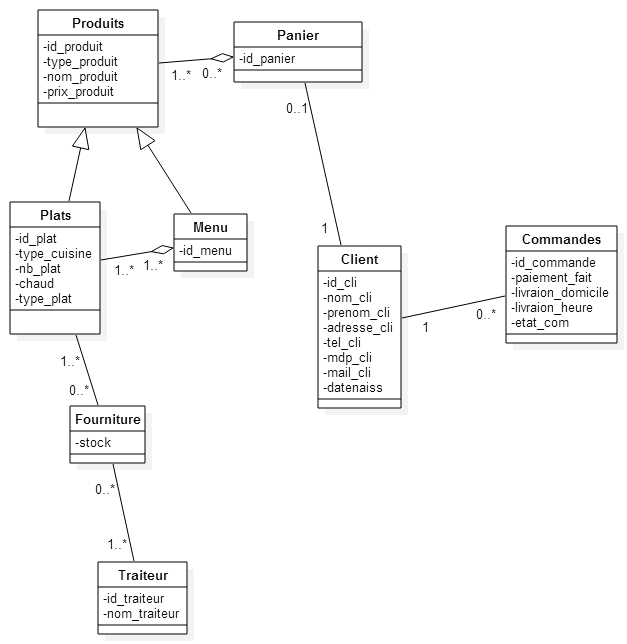 Produits
-id_produit
-type_produit
-nom_produit
-prix_produit
Panier
-id_panier
1..*
0..*
0..1
1
Plats
-id_plat
-type_cuisine
-nb_plat
-chaud
-type_plat
Menu
-id_menu
1..*
1..*
Client
-id_cli
-nom_cli
-prenom_cli
-adresse_cli
-tel_cli
-mdp_cli
-mail_cli
-datenaiss
Commandes
-id_commande
-paiement_fait
-livraion_domicile
-livraion_heure
-etat_com
1
0..*
1..*
0..*
Fourniture
-stock
0..*
1..*
Traiteur
-id_traiteur
-nom_traiteur